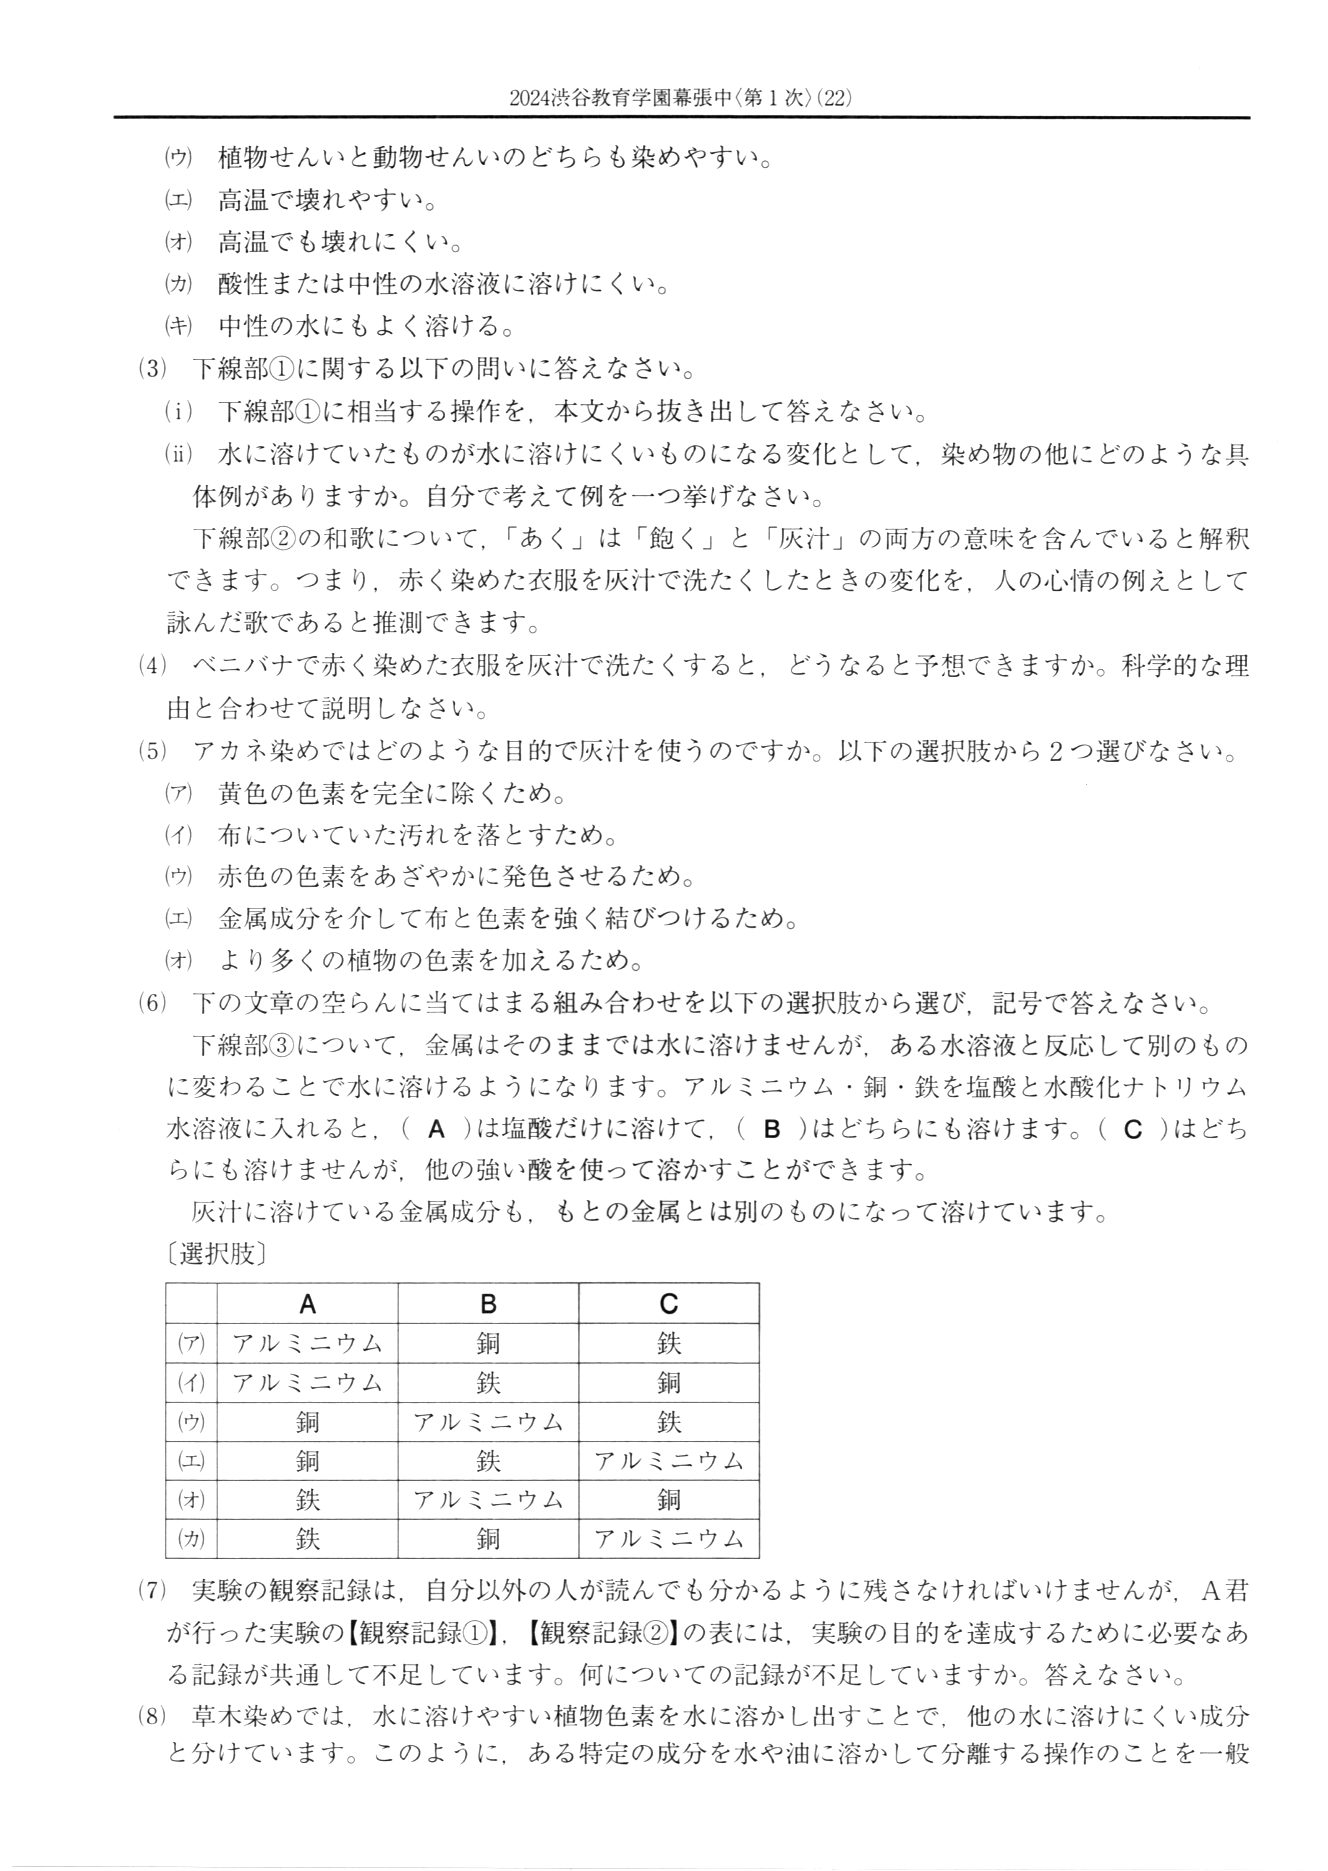 2024渋谷教育学園幕張中〈第1次〉(22)
(ウ) 植物せんいと動物せんいのどちらも染めやすい。
(エ) 高温で壊れやすい。
(オ) 高温でも壊れにくい。
(カ) 酸性または中性の水溶液に溶けにくい。
(キ) 中性の水にもよく溶ける。
(3) 下線部①に関する以下の問いに答えなさい。
(i) 下線部①に相当する操作を，本文から抜き出して答えなさい。
(ii) 水に溶けていたものが水に溶けにくいものになる変化として，染め物の他にどのような具
体例がありますか。自分で考えて例を一つ挙げなさい。
下線部②の和歌について，「あく」は「飽く」と「灰汁」の両方の意味を含んでいると解釈
できます。つまり，赤く染めた衣服を灰汁で洗たくしたときの変化を，人の心情の例えとして
詠んだ歌であると推測できます。
(4) ベニバナで赤く染めた衣服を灰汁で洗たくすると，どうなると予想できますか。科学的な理
由と合わせて説明しなさい。
(5) アカネ染めではどのような目的で灰汁を使うのですか。以下の選択肢から2つ選びなさい。
(ア) 黄色の色素を完全に除くため。
(イ) 布についていた汚れを落とすため。
(ウ) 赤色の色素をあざやかに発色させるため。
(エ) 金属成分を介して布と色素を強く結びつけるため。
(オ) より多くの植物の色素を加えるため。
(6) 下の文章の空らんに当てはまる組み合わせを以下の選択肢から選び，記号で答えなさい。
下線部③について，金属はそのままでは水に溶けませんが，ある水溶液と反応して別のもの
に変わることで水に溶けるようになります。アルミニウム・銅・鉄を塩酸と水酸化ナトリウム
水溶液に入れると，( A )は塩酸だけに溶けて，( B )はどちらにも溶けます。( C )はどち
らにも溶けませんが，他の強い酸を使って溶かすことができます。
灰汁に溶けている金属成分も，もとの金属とは別のものになって溶けています。
〔選択肢〕
A B C
(ア) アルミニウム 銅 鉄
(イ) アルミニウム 鉄 銅
(ウ) 銅 アルミニウム 鉄
(エ) 銅 鉄 アルミニウム
(オ) 鉄 アルミニウム 銅
(カ) 鉄 銅 アルミニウム
(7) 実験の観察記録は，自分以外の人が読んでも分かるように残さなければいけませんが，A君
が行った実験の【観察記録①】，【観察記録②】の表には，実験の目的を達成するために必要なあ
る記録が共通して不足しています。何についての記録が不足していますか。答えなさい。
(8) 草木染めでは，水に溶けやすい植物色素を水に溶かし出すことで，他の水に溶けにくい成分
と分けています。このように，ある特定の成分を水や油に溶かして分離する操作のことを一般